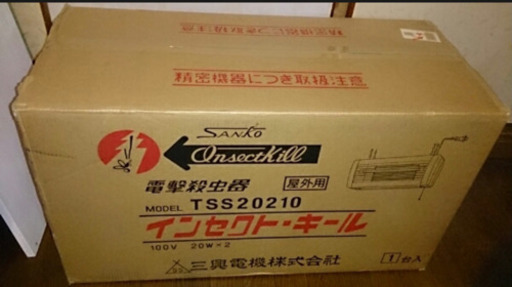 精密機器につき取扱注意
SANKO
InsectKill
電撃殺虫器 屋外用
MODEL TSS20210
インセクト・キール
100V 20W×2
三興電機株式会社
1台入